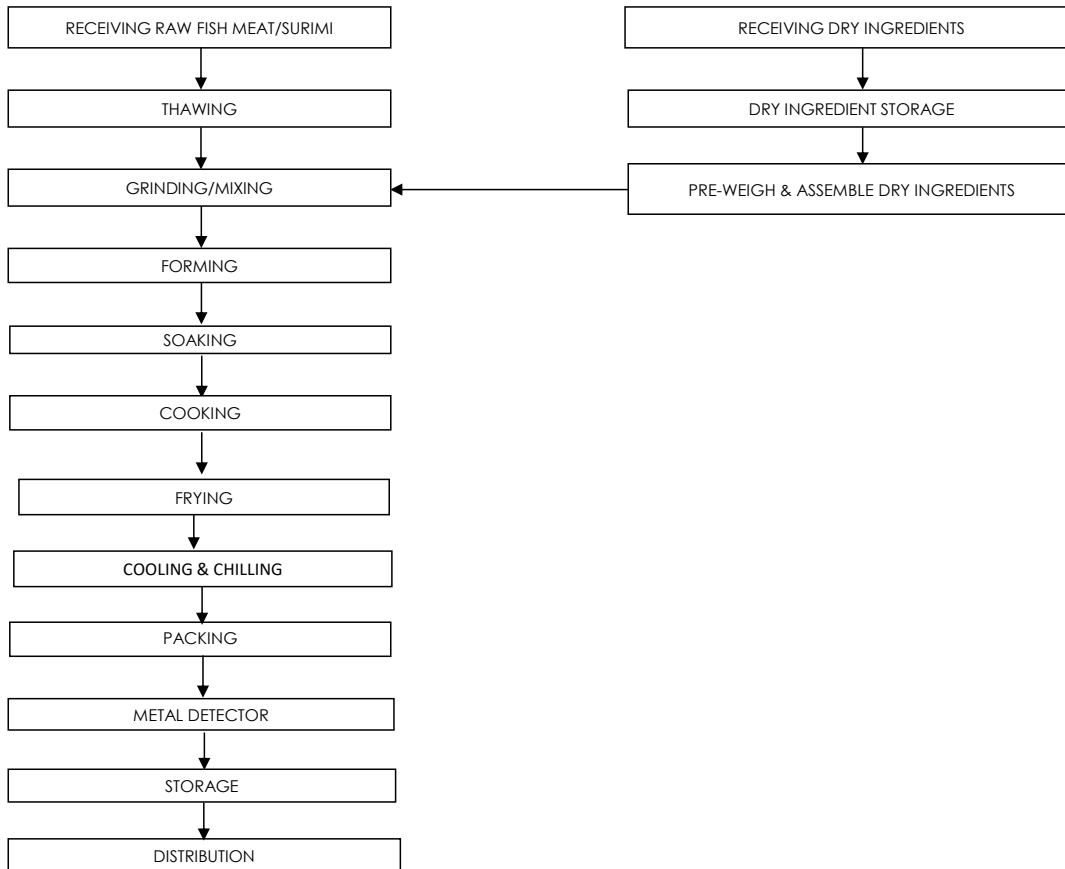 RECEIVING RAW FISH MEAT/SURIMI
THAWING
GRINDING/MIXING
FORMING
SOAKING
COOKING
FRYING
COOLING & CHILLING
PACKING
METAL DETECTOR
STORAGE
DISTRIBUTION
RECEIVING DRY INGREDIENTS
DRY INGREDIENT STORAGE
PRE-WEIGH & ASSEMBLE DRY INGREDIENTS